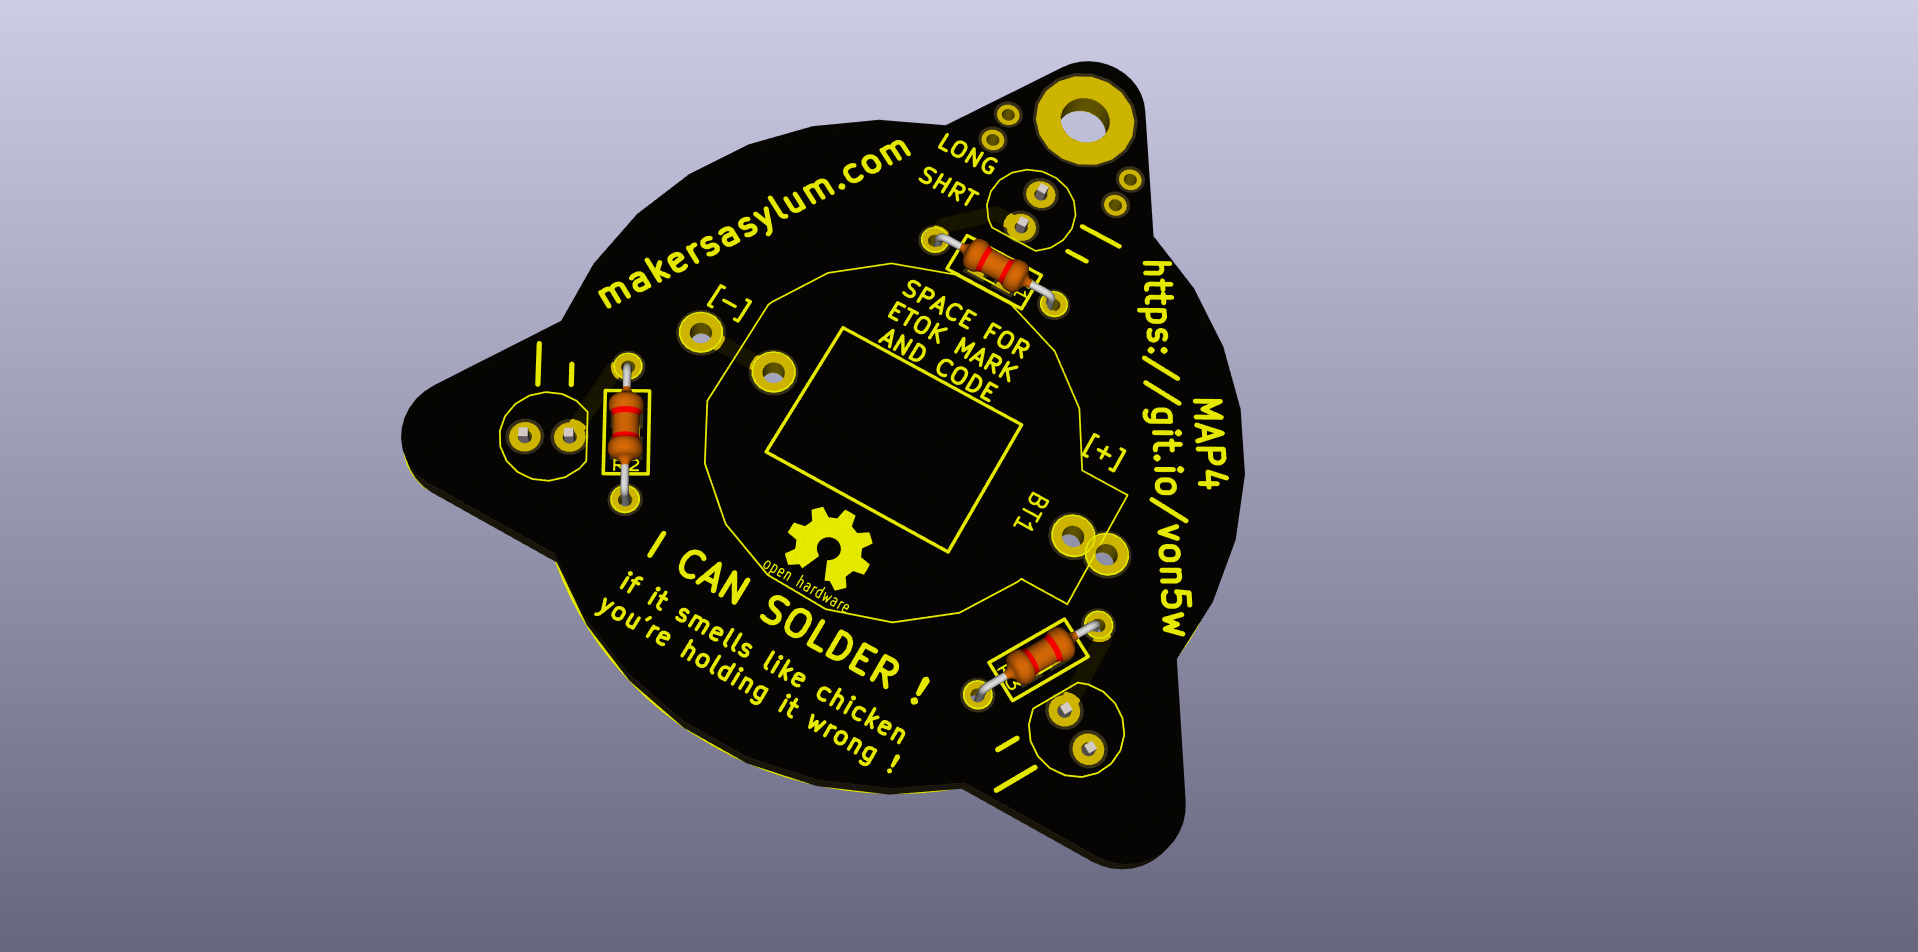 makersasylum.com
LONG
SHRT
[-]
SPACE FOR
ETOK MARK
AND CODE
https://git.io/von5w
MAP4
[+]
BT1
R2
open hardware
I CAN SOLDER !
if it smells like chicken
you're holding it wrong !
R3